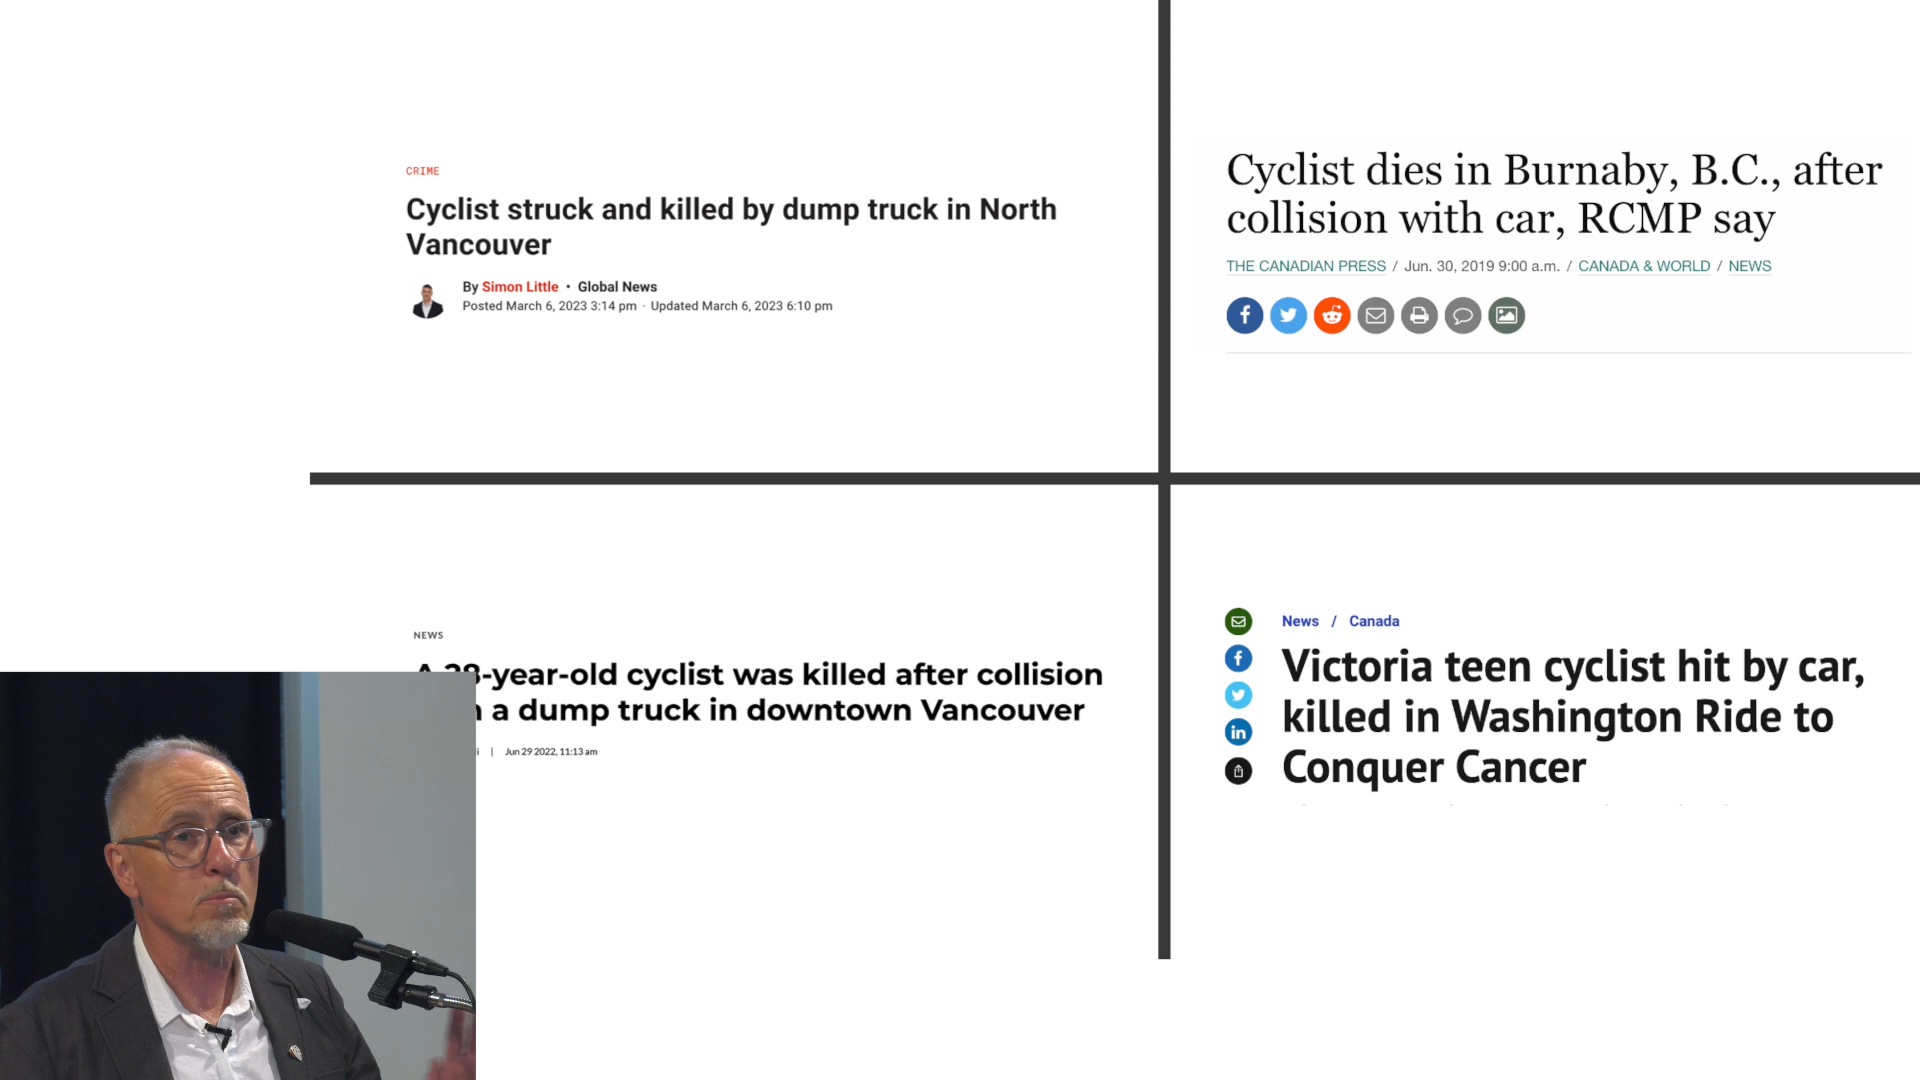 CRIME
Cyclist struck and killed by dump truck in North
Vancouver
By Simon Little • Global News
Posted March 6, 2023 3:14 pm · Updated March 6, 2023 6:10 pm
Cyclist dies in Burnaby, B.C., after
collision with car, RCMP say
THE CANADIAN PRESS / Jun. 30, 2019 9:00 a.m. / CANADA & WORLD / NEWS
NEWS
-year-old cyclist was killed after collision
a dump truck in downtown Vancouver
| Jun 29 2022, 11:13 am
News / Canada
Victoria teen cyclist hit by car,
killed in Washington Ride to
Conquer Cancer